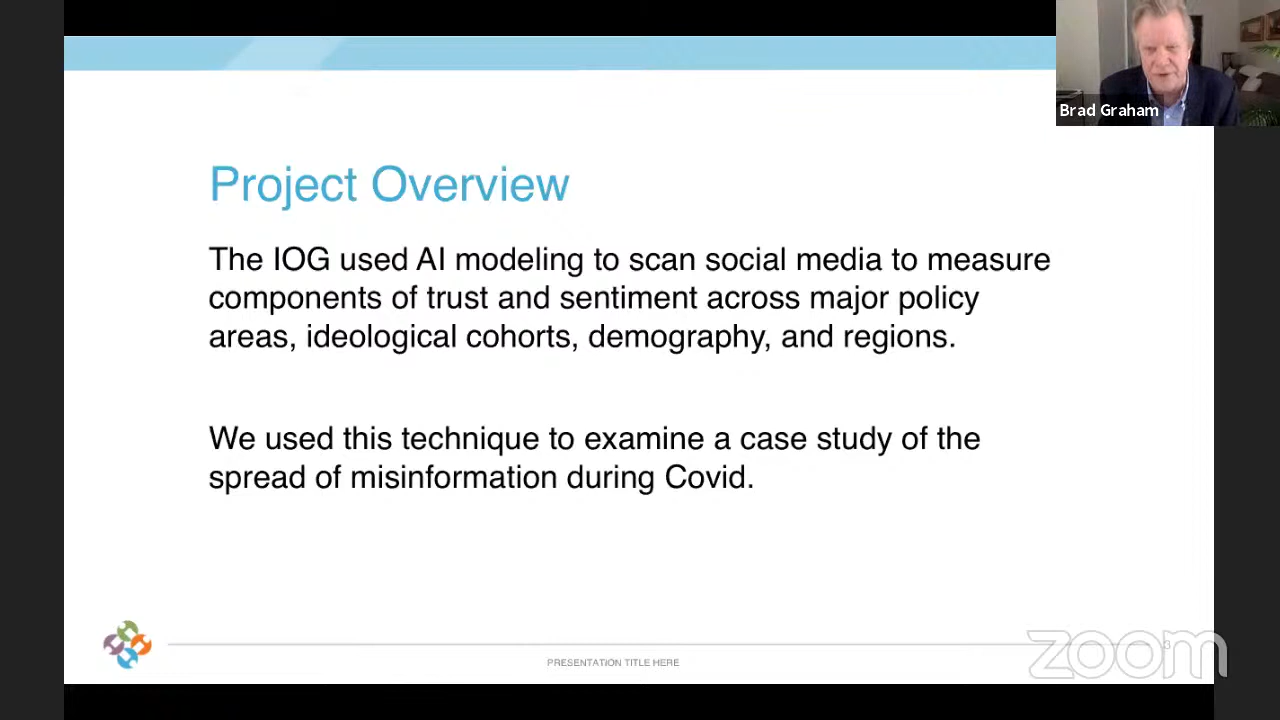 Brad Graham
Project Overview
The IOG used AI modeling to scan social media to measure
components of trust and sentiment across major policy
areas, ideological cohorts, demography, and regions.
We used this technique to examine a case study of the
spread of misinformation during Covid.
PRESENTATION TITLE HERE
3
zoom